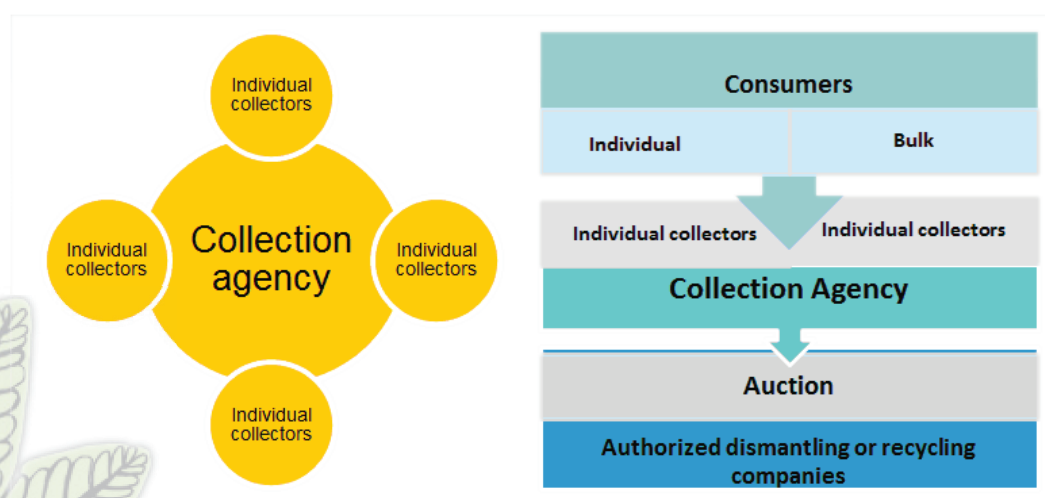 Individual
collectors
Individual
collectors
Collection
agency
Individual
collectors
Individual
collectors
Consumers
Individual
Bulk
Individual collectors
Individual collectors
Collection Agency
Auction
Authorized dismantling or recycling
companies